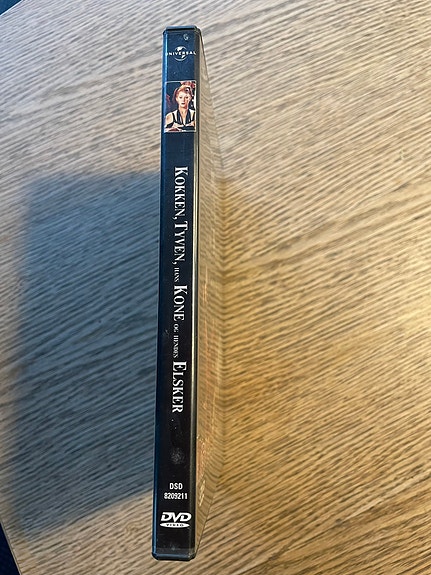 UNIVERSAL
KOKKEN, TYVEN, HANS KONE OG HENDES ELSKER
DSD
8209211
DVD
VIDEO